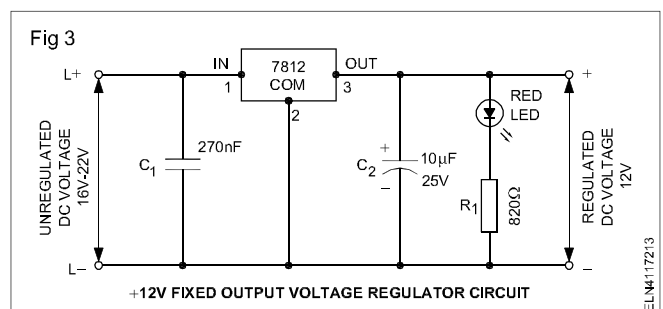 Fig 3
L+
IN
1
7812
COM
2
OUT
3
+
RED
LED
UNREGULATED
DC VOLTAGE
16V-22V
C1
270nF
+
C2
10μF
25V
–
R1
820Ω
REGULATED
DC VOLTAGE
12V
L–
–
+12V FIXED OUTPUT VOLTAGE REGULATOR CIRCUIT
ELN4117213